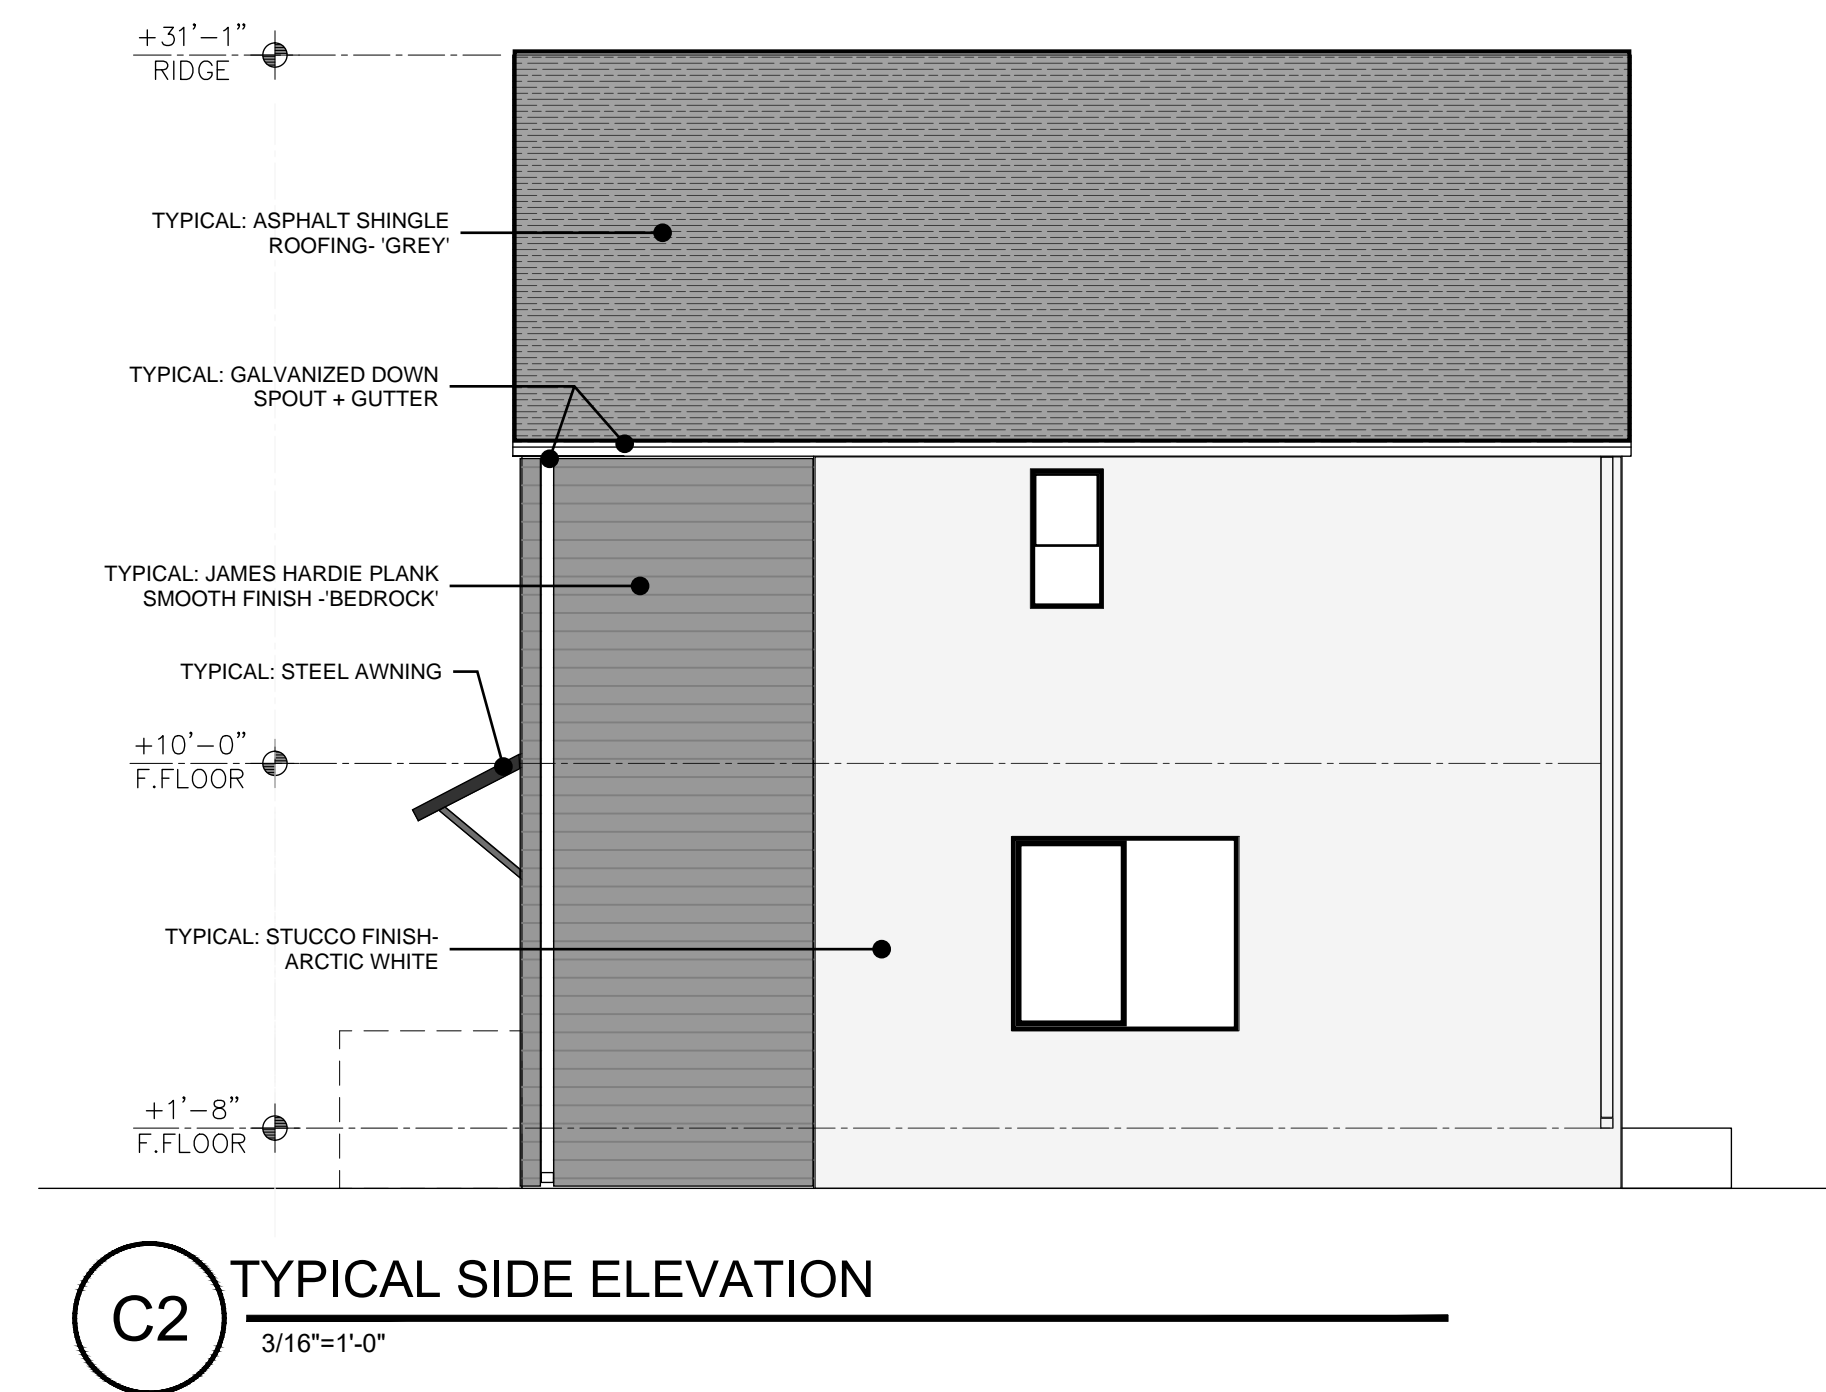 +31’-1”
RIDGE
TYPICAL: ASPHALT SHINGLE
ROOFING- 'GREY'
TYPICAL: GALVANIZED DOWN
SPOUT + GUTTER
TYPICAL: JAMES HARDIE PLANK
SMOOTH FINISH -'BEDROCK'
TYPICAL: STEEL AWNING
+10’-0”
F.FLOOR
TYPICAL: STUCCO FINISH-
ARCTIC WHITE
+1’-8”
F.FLOOR
C2
TYPICAL SIDE ELEVATION
3/16"=1'-0"